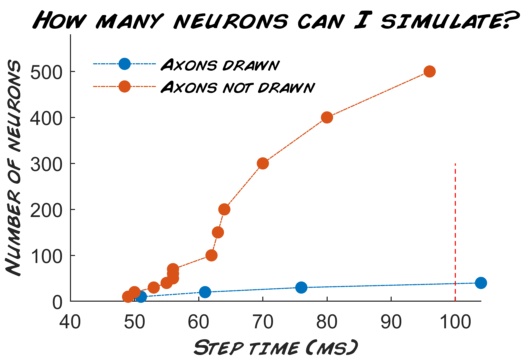 How many neurons can I simulate?
Axons drawn
Axons not drawn
Number of neurons
500
400
300
200
100
0
40 50 60 70 80 90 100
Step time (ms)